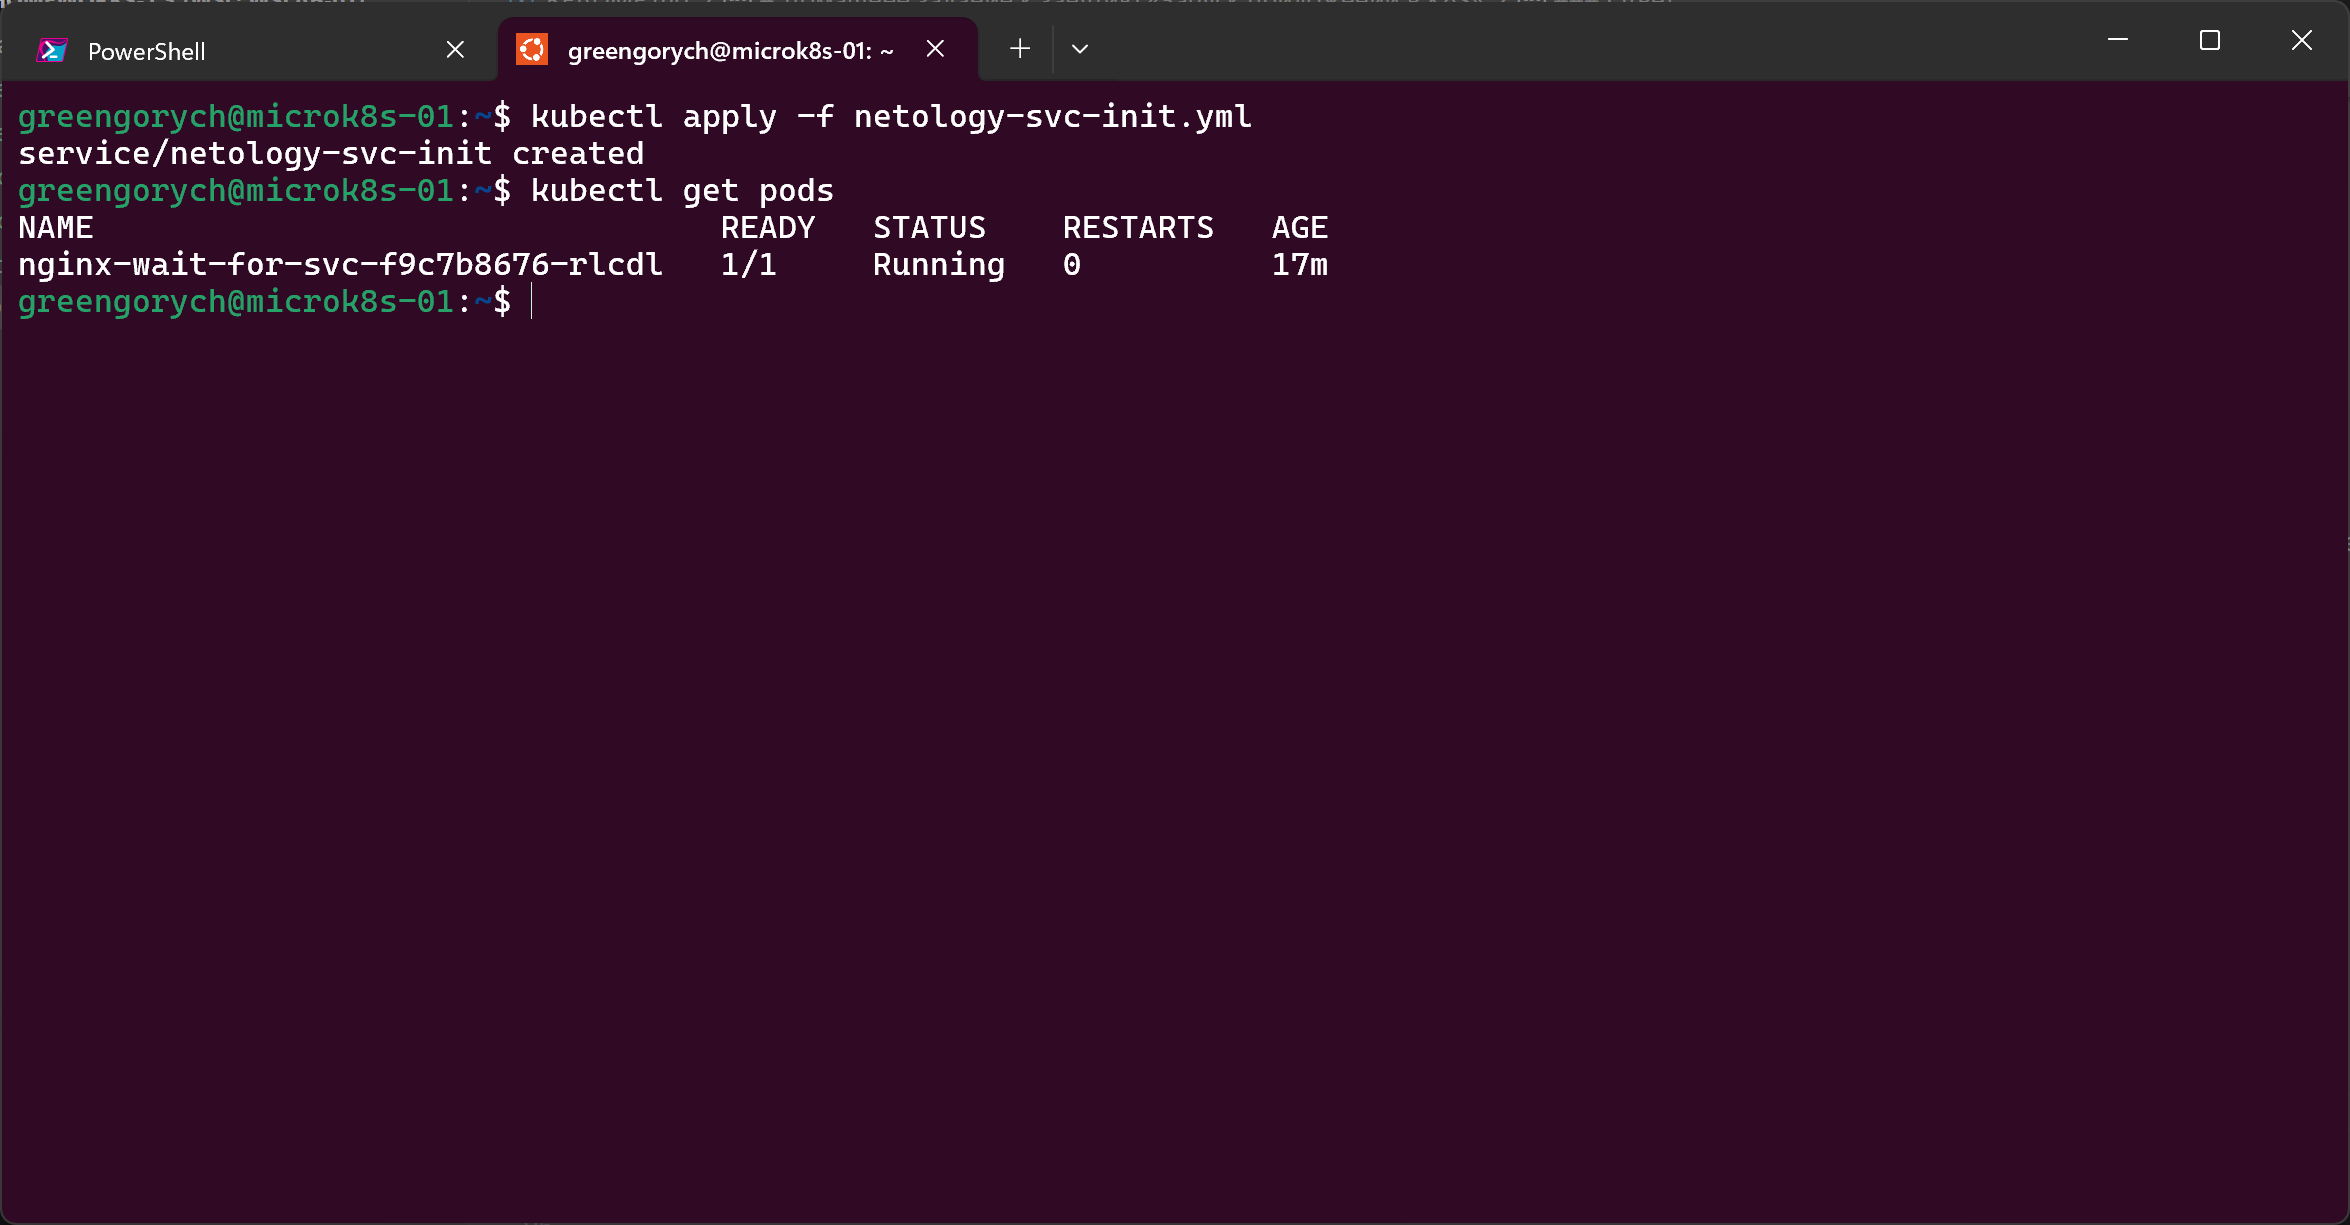 PowerShell
greengorych@microk8s-01: ~
greengorych@microk8s-01:~$ kubectl apply -f netology-svc-init.yml
service/netology-svc-init created
greengorych@microk8s-01:~$ kubectl get pods
NAME READY STATUS RESTARTS AGE
nginx-wait-for-svc-f9c7b8676-rlcdl 1/1 Running 0 17m
greengorych@microk8s-01:~$